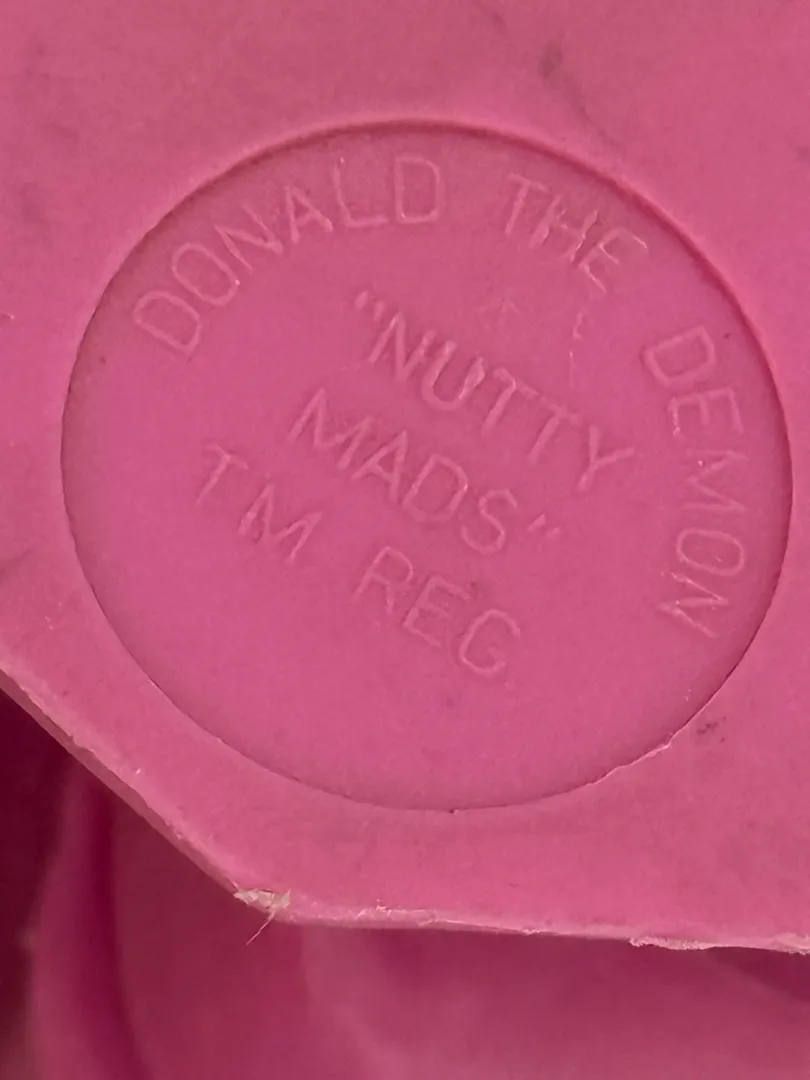 DONALD THE DEMON
"NUTTY
MADS"
TM REG.